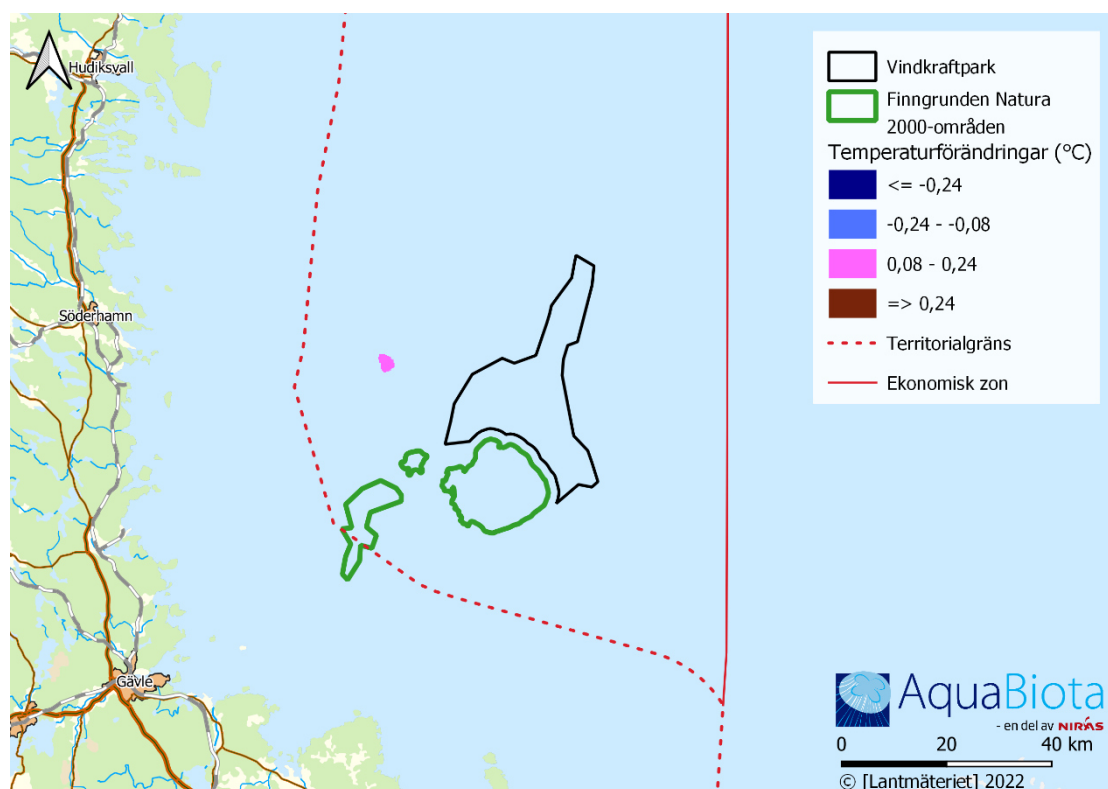 Hudiksvall
Söderhamn
Gävle
Vindkraftpark
Finngrunden Natura
2000-områden
Temperaturförändringar (°C)
<= -0,24
-0,24 - -0,08
0,08 - 0,24
=> 0,24
Territorialgräns
Ekonomisk zon
AquaBiota
- en del av NIRÁS
0 20 40 km
© [Lantmäteriet] 2022